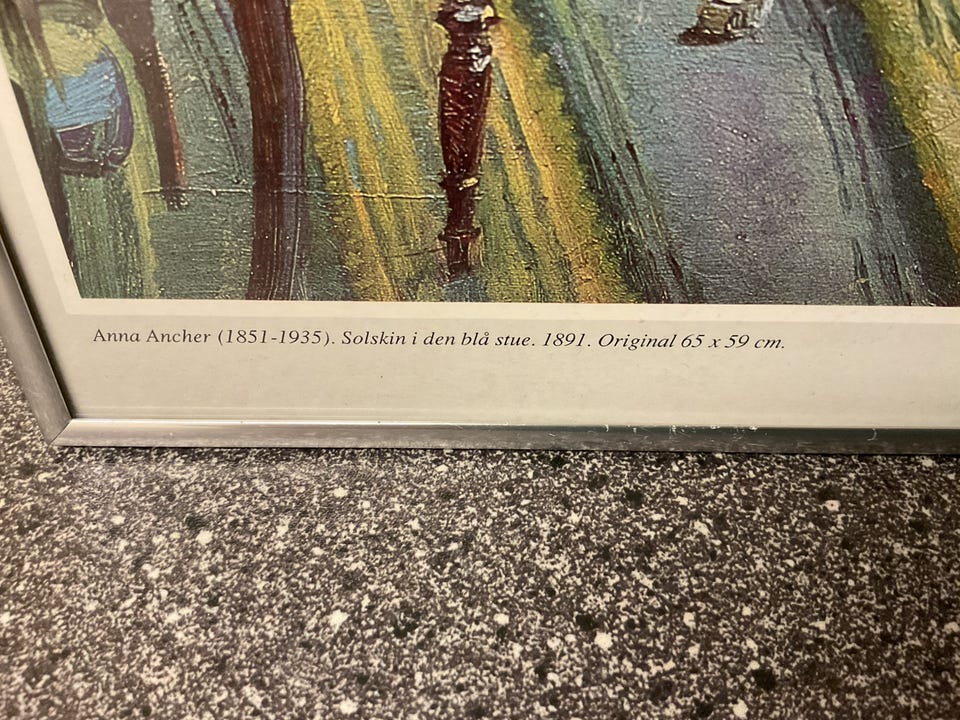 Anna Ancher (1851-1935). Solskin i den blå stue. 1891. Original 65 x 59 cm.